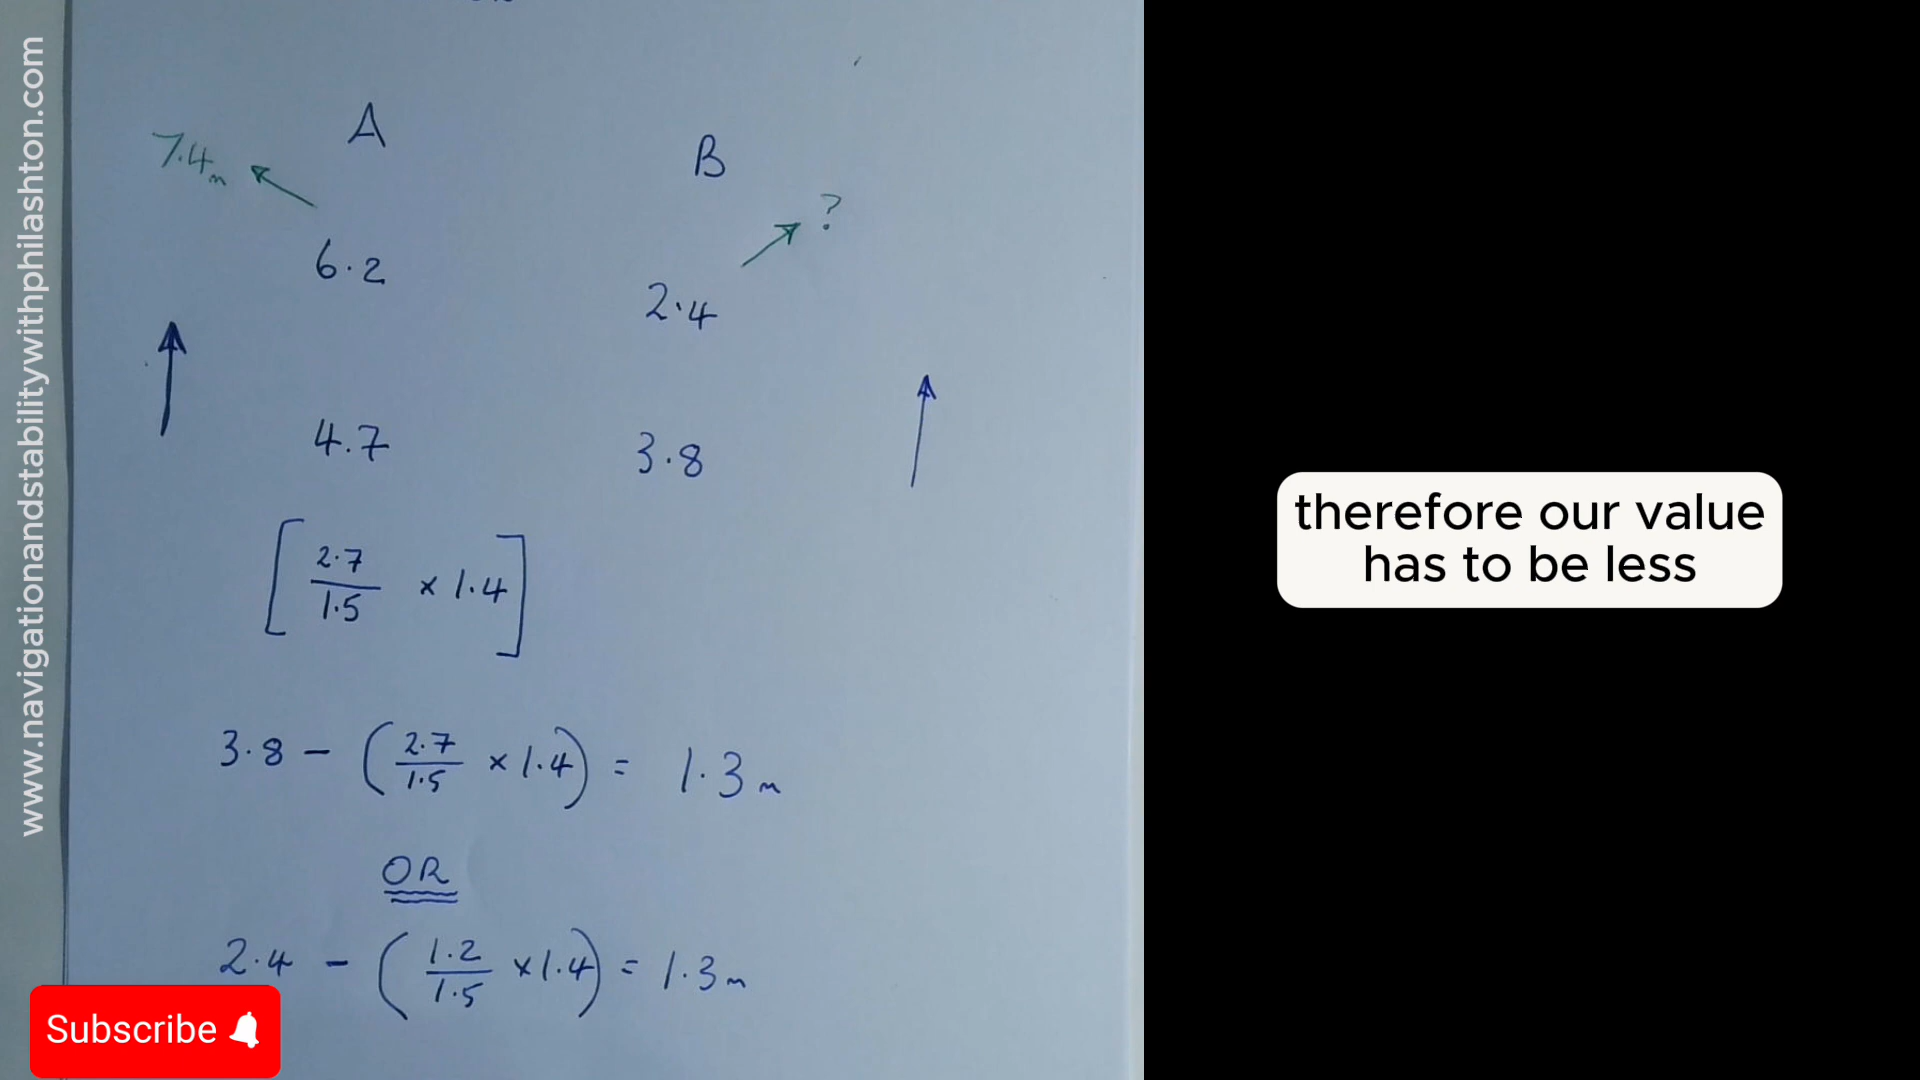 www.navigationandstabilitywithphilashton.com
A
B
7.4m
?
6.2
2.4
4.7
3.8
[2.7/1.5 × 1.4]
3.8 - (2.7/1.5 × 1.4) = 1.3m
OR
2.4 - (1.2/1.5 × 1.4) = 1.3m
therefore our value
has to be less
Subscribe